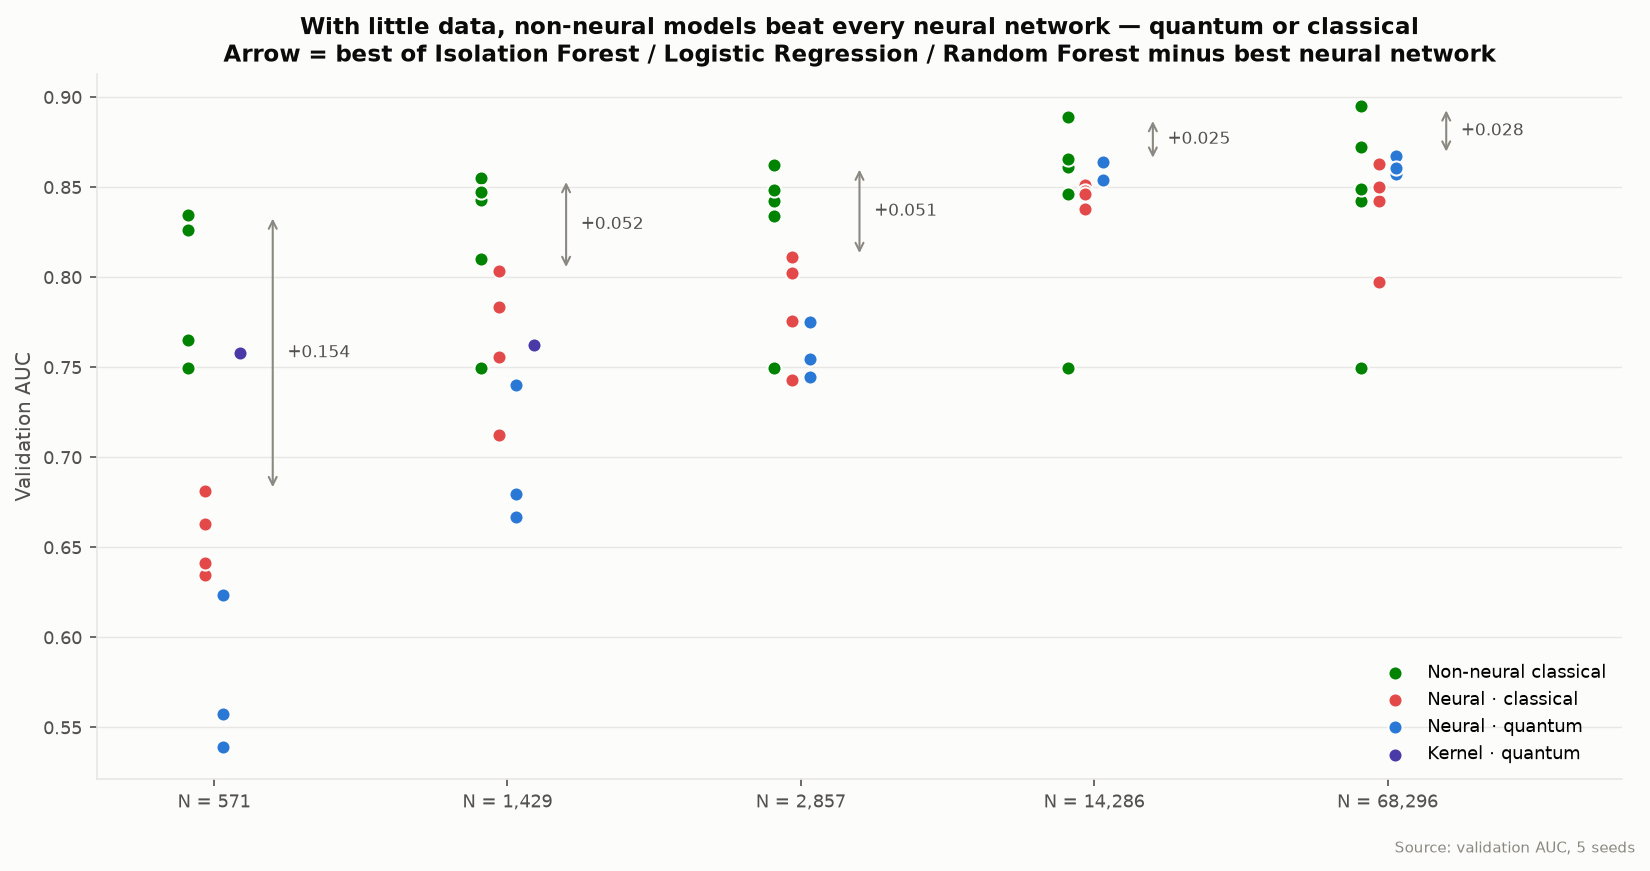 With little data, non-neural models beat every neural network — quantum or classical
Arrow = best of Isolation Forest / Logistic Regression / Random Forest minus best neural network
Validation AUC
0.90
0.85
0.80
0.75
0.70
0.65
0.60
0.55
+0.154
+0.052
+0.051
+0.025
+0.028
Non-neural classical
Neural · classical
Neural · quantum
Kernel · quantum
N = 571
N = 1,429
N = 2,857
N = 14,286
N = 68,296
Source: validation AUC, 5 seeds